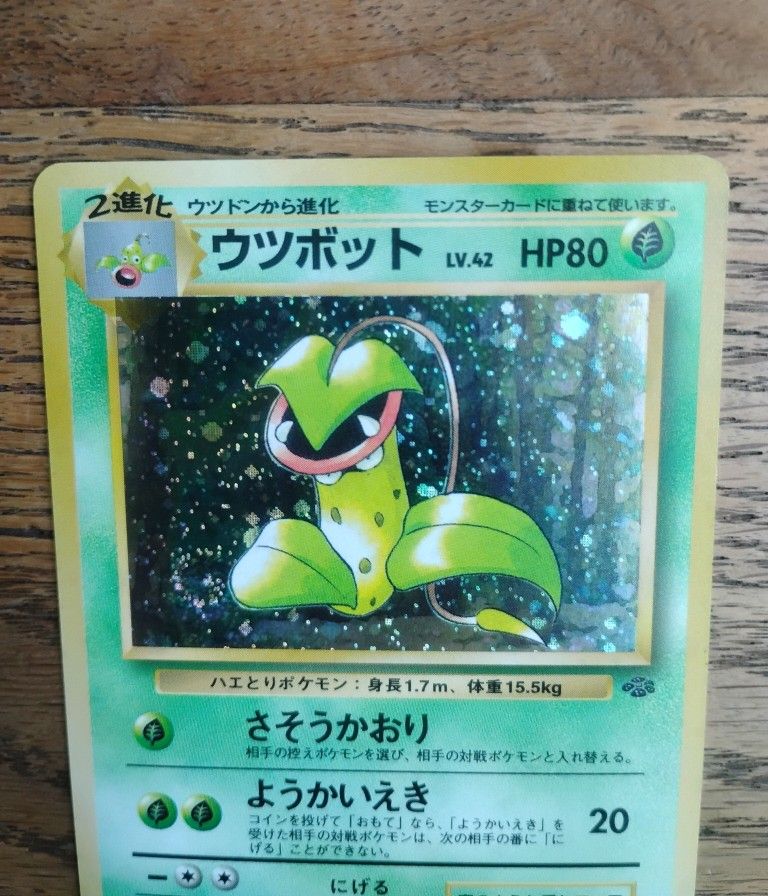 2進化 ウツドンから進化 モンスターカードに重ねて使います。
ウツボット LV.42 HP80
ハエとりポケモン：身長1.7m、体重15.5kg
さそうかおり
相手の控えポケモンを選び、相手の対戦ポケモンと入れ替える。
ようかいえき 20
コインを投げて「おもて」なら、「ようかいえき」を
受けた相手の対戦ポケモンは、次の相手の番に「に
げる」ことができない。
にげる